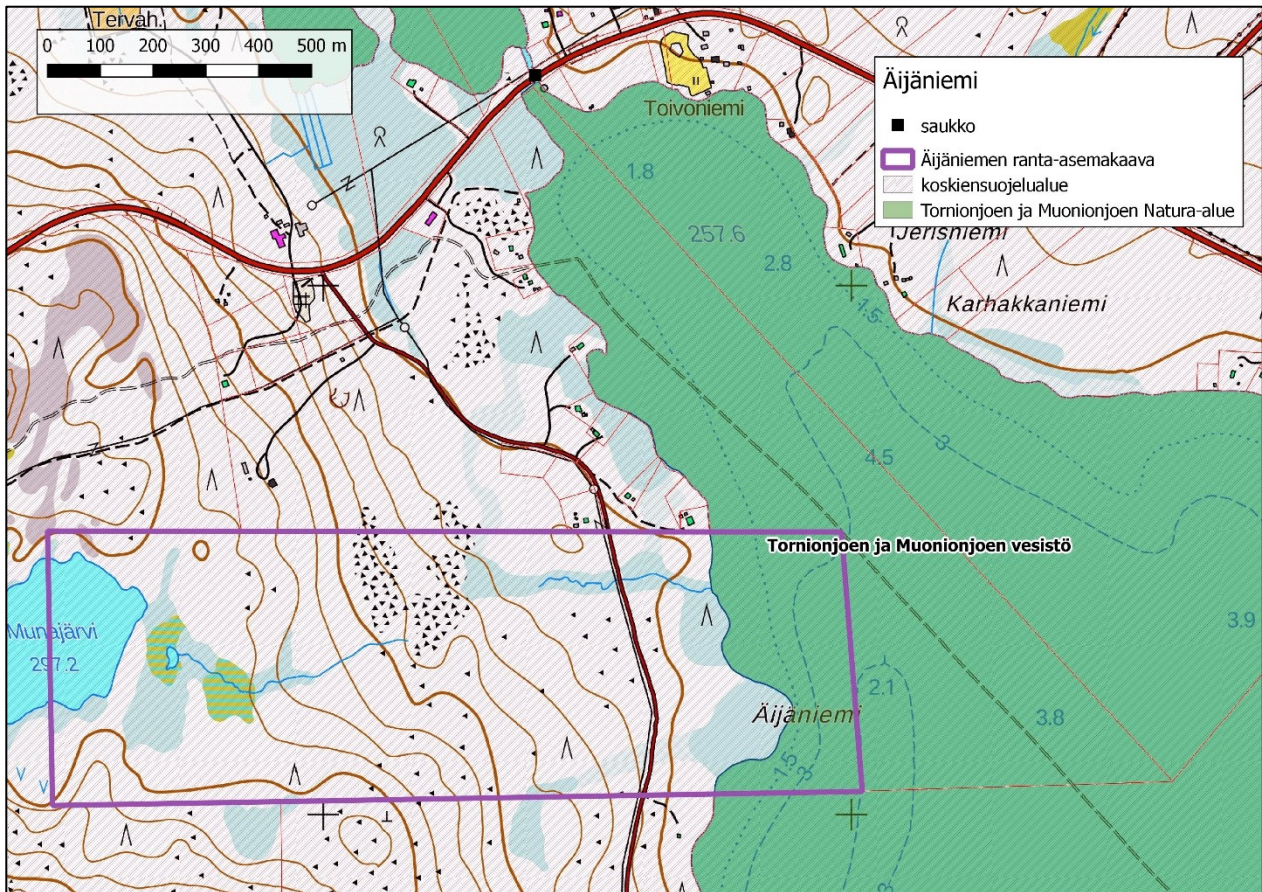 Tervah.
0 100 200 300 400 500 m
Äijäniemi
saukko
Äijäniemen ranta-asemakaava
koskiensuojelualue
Tornionjoen ja Muonionjoen Natura-alue
Toivoniemi
1.8
257.6
2.8
Jerisniemi
1.5
Karhakkaniemi
3
4.5
Tornionjoen ja Muonionjoen vesistö
Munajärvi
297.2
3.9
2.1
Äijäniemi
3.8
1.5
3
3